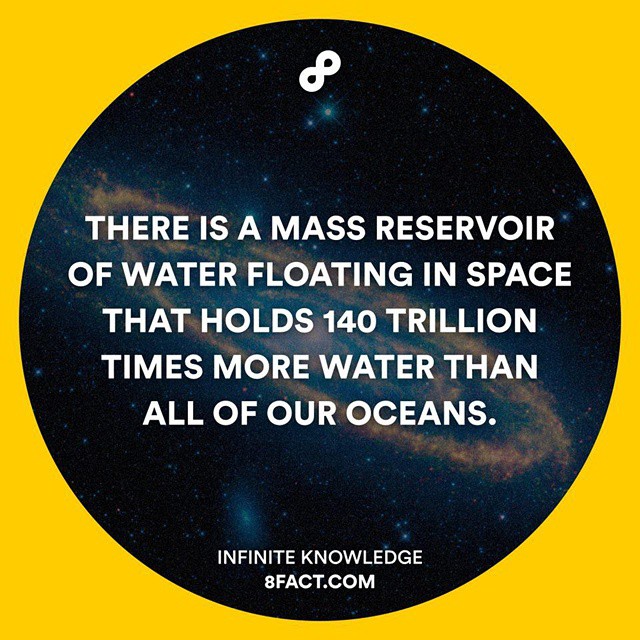 THERE IS A MASS RESERVOIR
OF WATER FLOATING IN SPACE
THAT HOLDS 140 TRILLION
TIMES MORE WATER THAN
ALL OF OUR OCEANS.
INFINITE KNOWLEDGE
8FACT.COM